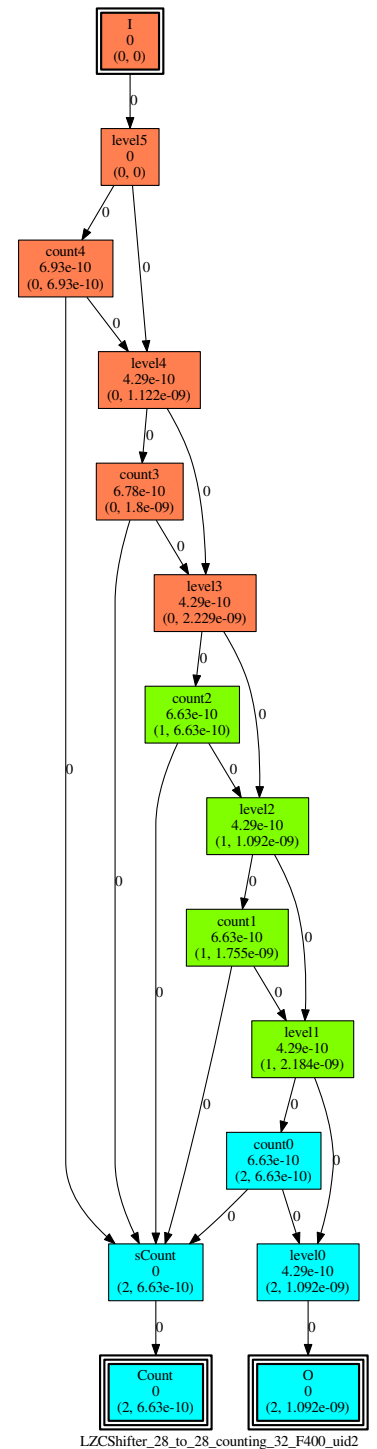 I
0
(0, 0)
0
level5
0
(0, 0)
0
0
count4
6.93e-10
(0, 6.93e-10)
0
level4
4.29e-10
(0, 1.122e-09)
0
0
count3
6.78e-10
(0, 1.8e-09)
0
level3
4.29e-10
(0, 2.229e-09)
0
0
count2
6.63e-10
(1, 6.63e-10)
0
0
level2
4.29e-10
(1, 1.092e-09)
0
0
0
count1
6.63e-10
(1, 1.755e-09)
0
0
level1
4.29e-10
(1, 2.184e-09)
0
0
count0
6.63e-10
(2, 6.63e-10)
0
0
0
sCount
0
(2, 6.63e-10)
level0
4.29e-10
(2, 1.092e-09)
0
0
Count
0
(2, 6.63e-10)
O
0
(2, 1.092e-09)
LZCShifter_28_to_28_counting_32_F400_uid2